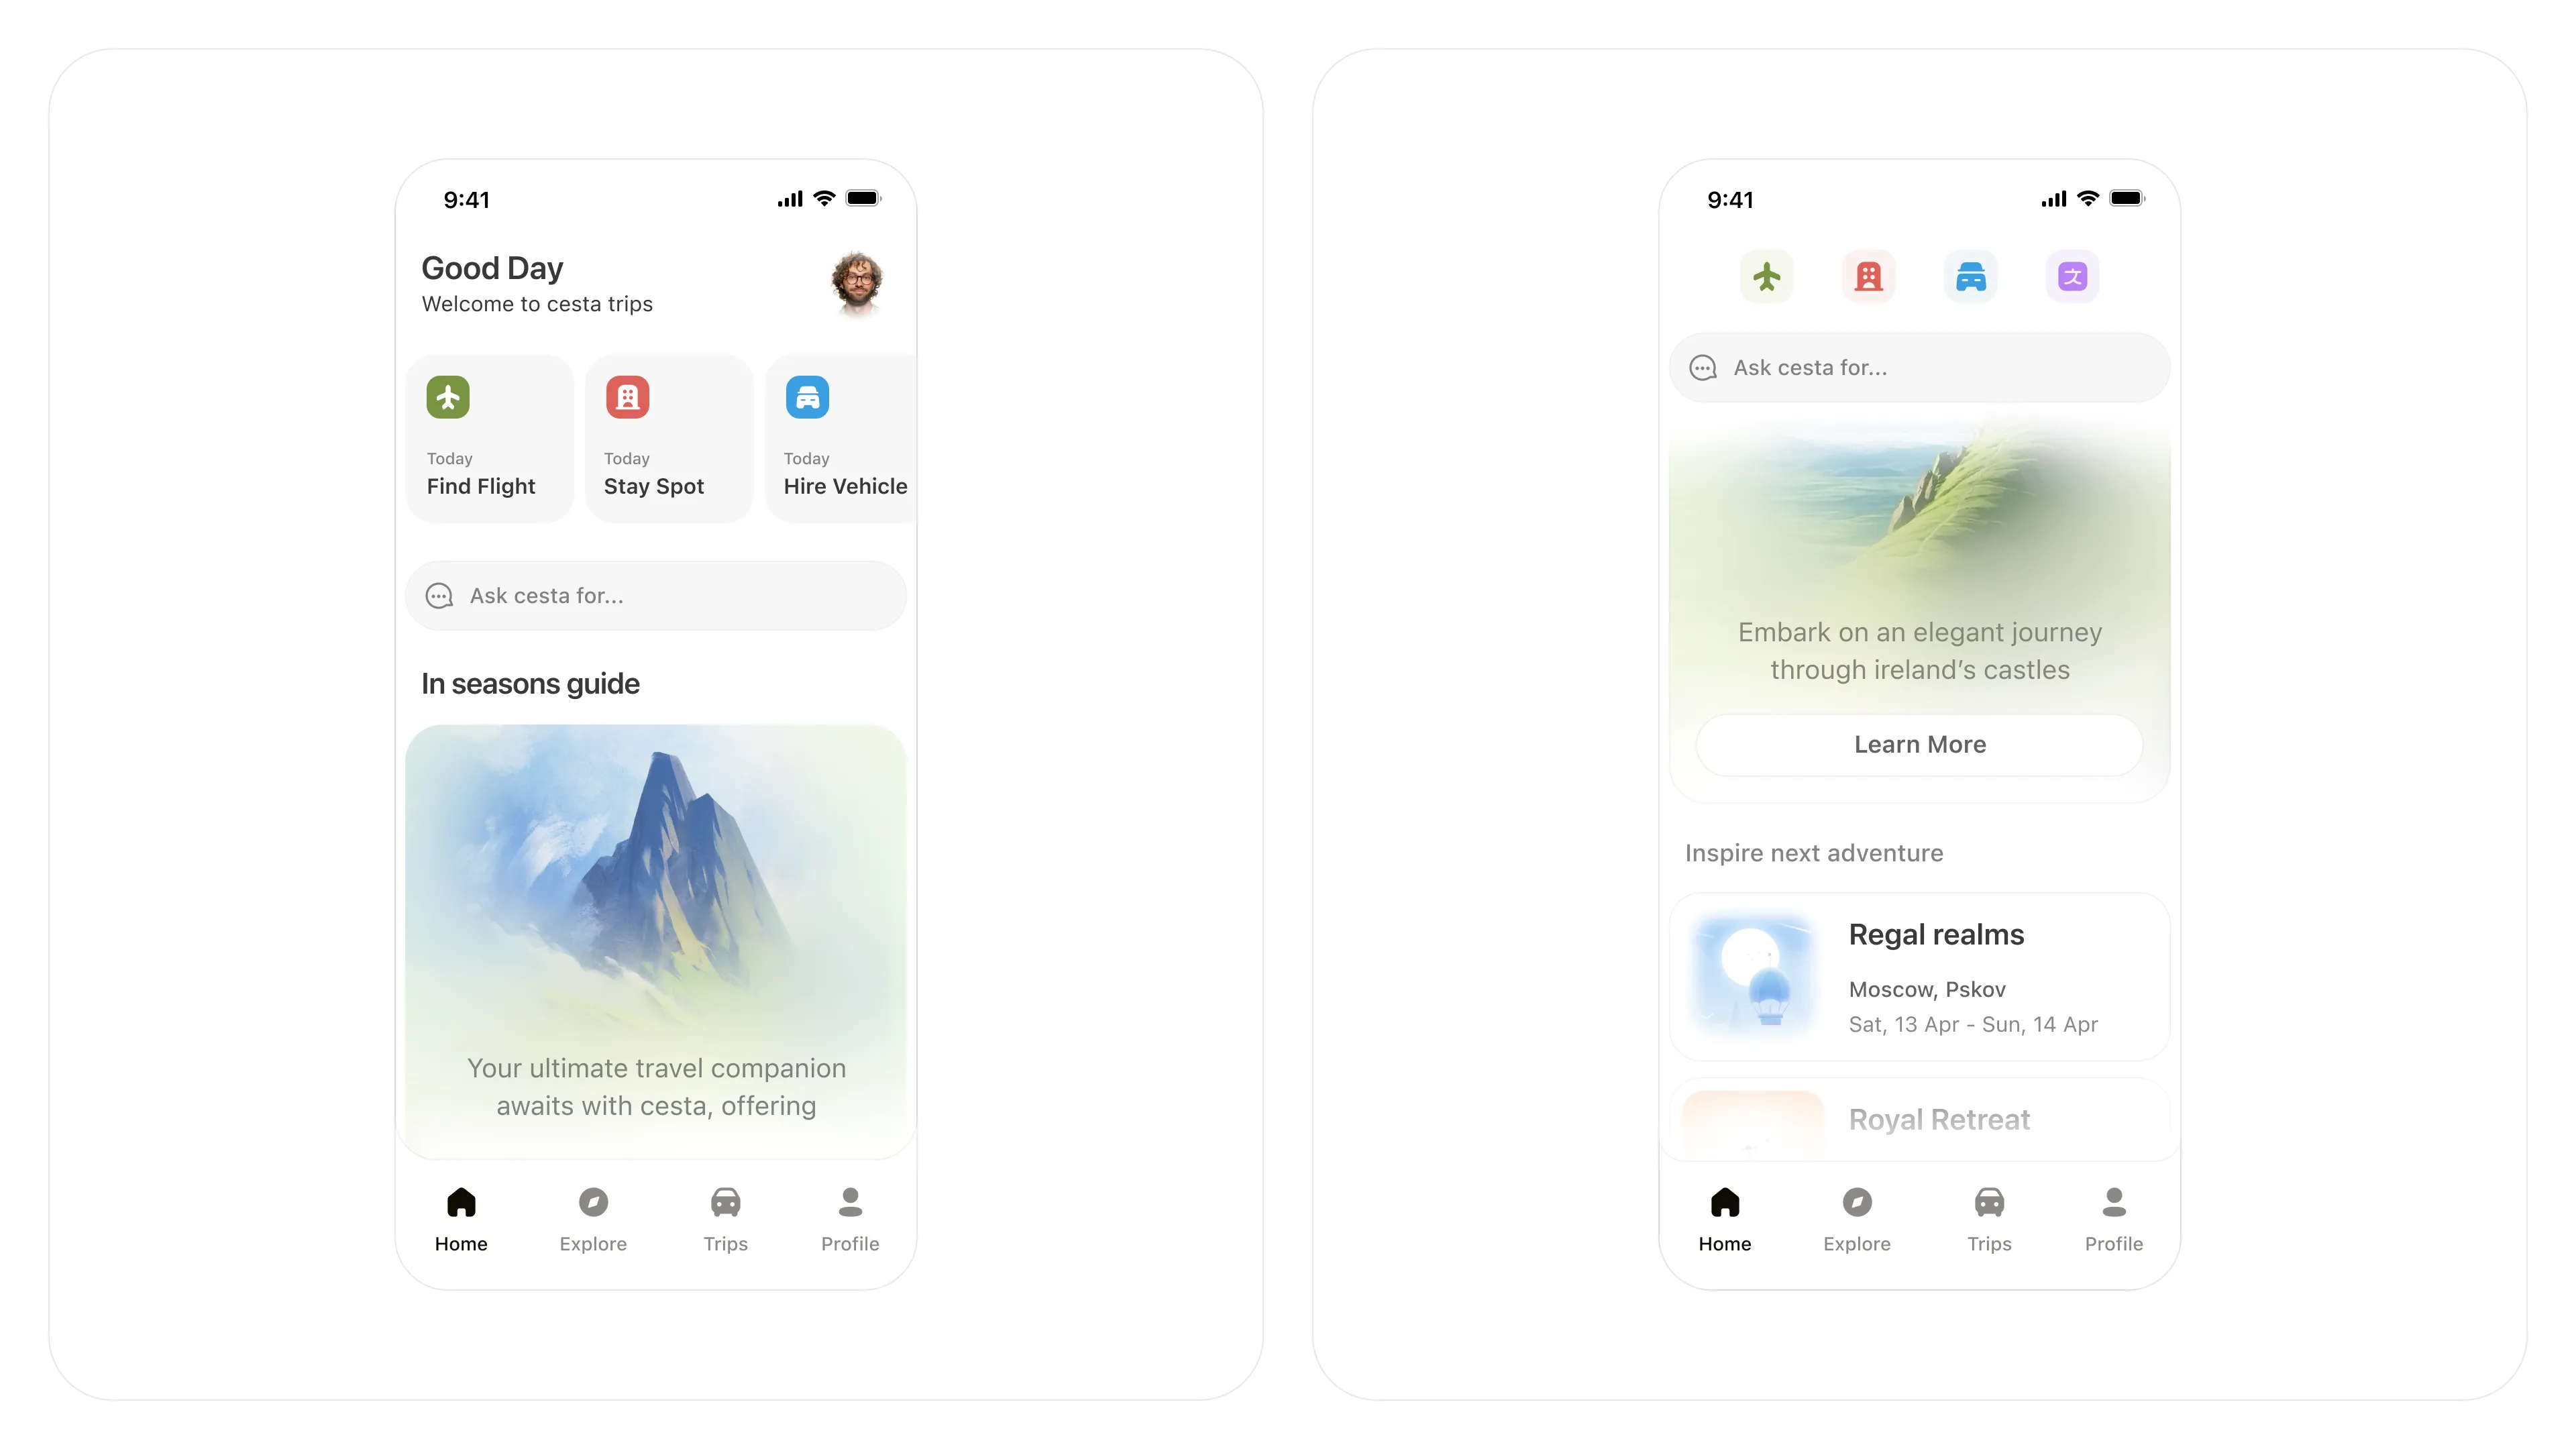 9:41
Good Day
Welcome to cesta trips
Today
Find Flight
Today
Stay Spot
Today
Hire Vehicle
Ask cesta for...
In seasons guide
Your ultimate travel companion
awaits with cesta, offering
Home
Explore
Trips
Profile
9:41
文
Ask cesta for...
Embark on an elegant journey
through ireland's castles
Learn More
Inspire next adventure
Regal realms
Moscow, Pskov
Sat, 13 Apr - Sun, 14 Apr
Royal Retreat
Home
Explore
Trips
Profile